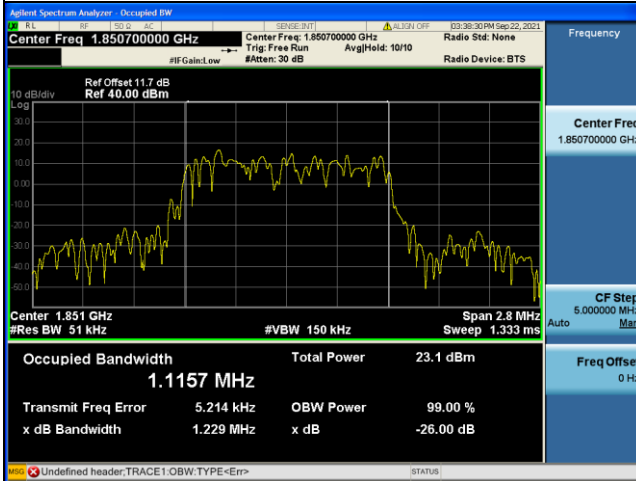 Agilent Spectrum Analyzer - Occupied BW
RL RF 50 Ω AC SENSE:INT ALIGN OFF 03:38:30 PM Sep 22, 2021
Center Freq 1.850700000 GHz
Center Freq: 1.850700000 GHz
Radio Std: None
Trig: Free Run Avg|Hold: 10/10
#IFGain:Low #Atten: 30 dB Radio Device: BTS
Ref Offset 11.7 dB
10 dB/div Ref 40.00 dBm
Log
30.0
20.0
10.0
0.00
-10.0
-20.0
-30.0
-40.0
-50.0
Center 1.851 GHz Span 2.8 MHz
#Res BW 51 kHz #VBW 150 kHz Sweep 1.333 ms
Occupied Bandwidth Total Power 23.1 dBm
1.1157 MHz
Transmit Freq Error 5.214 kHz OBW Power 99.00 %
x dB Bandwidth 1.229 MHz x dB -26.00 dB
MSG Undefined header;TRACE1:OBW:TYPE<Err> STATUS
Frequency
Center Freq
1.850700000 GHz
CF Step
5.000000 MHz
Auto Man
Freq Offset
0 Hz